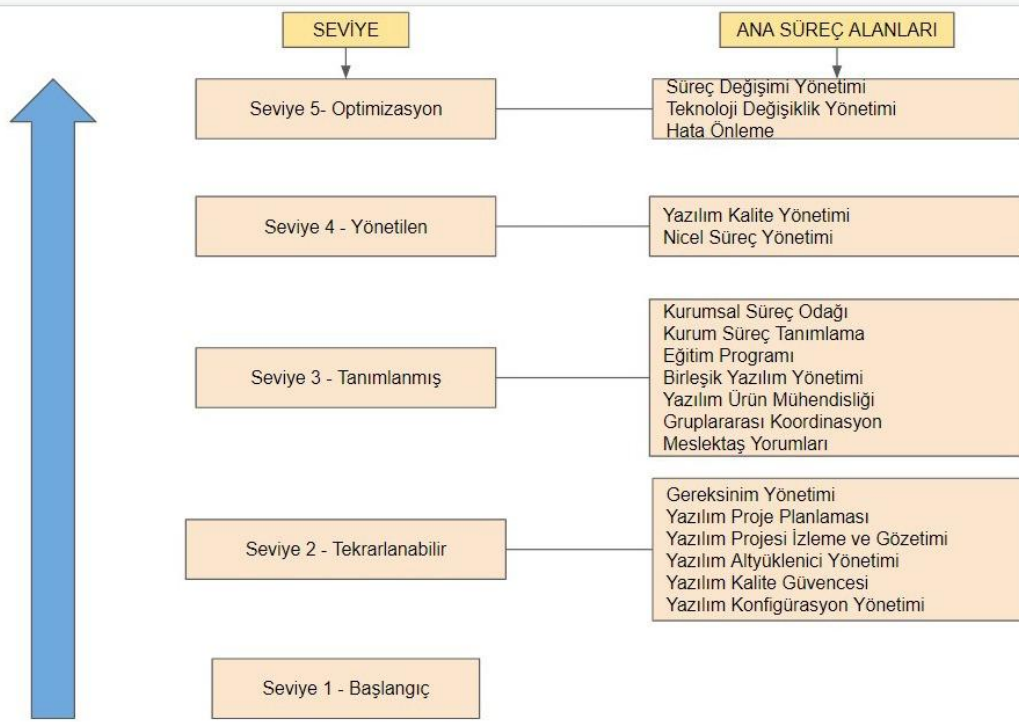 SEVİYE
ANA SÜREÇ ALANLARI
Seviye 5- Optimizasyon
Süreç Değişimi Yönetimi
Teknoloji Değişiklik Yönetimi
Hata Önleme
Seviye 4 - Yönetilen
Yazılım Kalite Yönetimi
Nicel Süreç Yönetimi
Seviye 3 - Tanımlanmış
Kurumsal Süreç Odağı
Kurum Süreç Tanımlama
Eğitim Programı
Birleşik Yazılım Yönetimi
Yazılım Ürün Mühendisliği
Gruplararası Koordinasyon
Meslektaş Yorumları
Seviye 2 - Tekrarlanabilir
Gereksinim Yönetimi
Yazılım Proje Planlaması
Yazılım Projesi İzleme ve Gözetimi
Yazılım Altyüklenici Yönetimi
Yazılım Kalite Güvencesi
Yazılım Konfigürasyon Yönetimi
Seviye 1 - Başlangıç